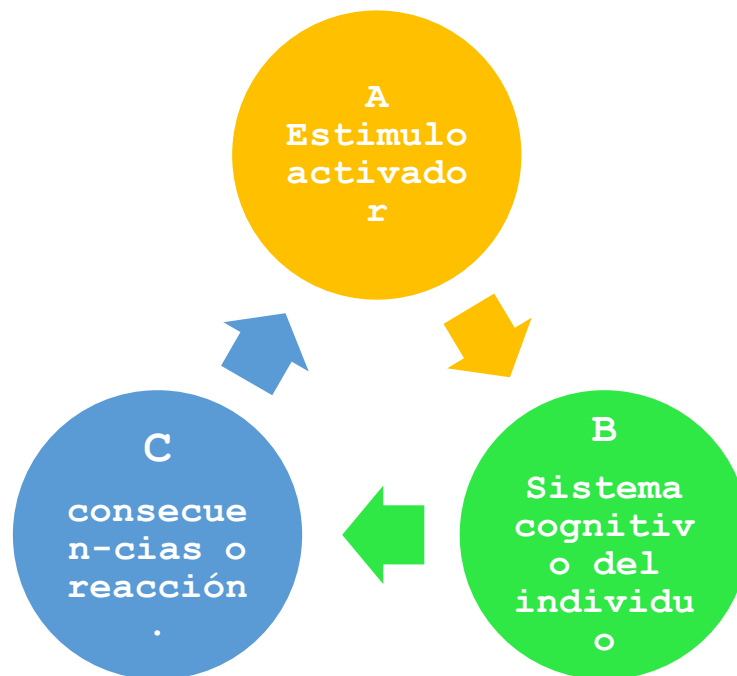 A
Estimulo
activado
r
B
Sistema
cognitiv
o del
individu
o
C
consecue
n-cias o
reacción
.